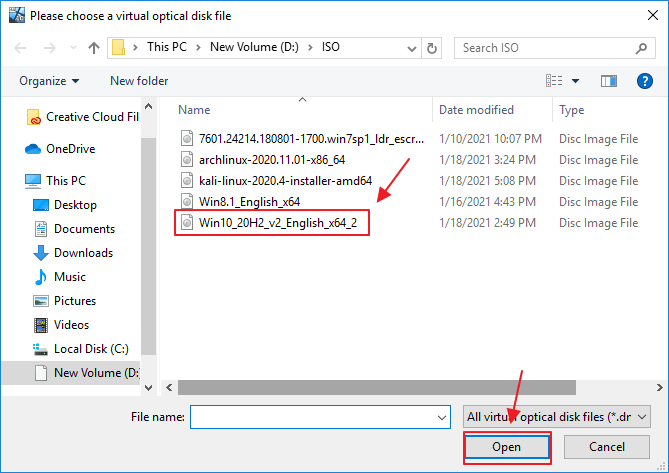 Please choose a virtual optical disk file
This PC > New Volume (D:) > ISO
Search ISO
Organize
New folder
Name
Date modified
Type
7601.24214.180801-1700.win7sp1_ldr_escr... 1/10/2021 10:07 PM Disc Image File
archlinux-2020.11.01-x86_64 1/18/2021 3:24 PM Disc Image File
kali-linux-2020.4-installer-amd64 1/18/2021 5:08 PM Disc Image File
Win8.1_English_x64 1/16/2021 4:43 PM Disc Image File
Win10_20H2_v2_English_x64_2 1/18/2021 2:49 PM Disc Image File
Creative Cloud Fil
OneDrive
This PC
Desktop
Documents
Downloads
Music
Pictures
Videos
Local Disk (C:)
New Volume (D:
File name:
All virtual optical disk files (*.dn
Open
Cancel